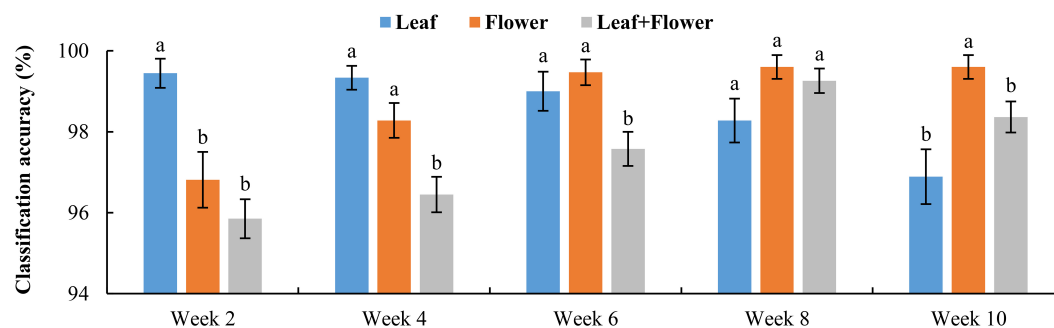 Leaf Flower Leaf+Flower
Classification accuracy (%)
100
98
96
94
a b b
a a b
a a b
a a a
b a b
Week 2 Week 4 Week 6 Week 8 Week 10